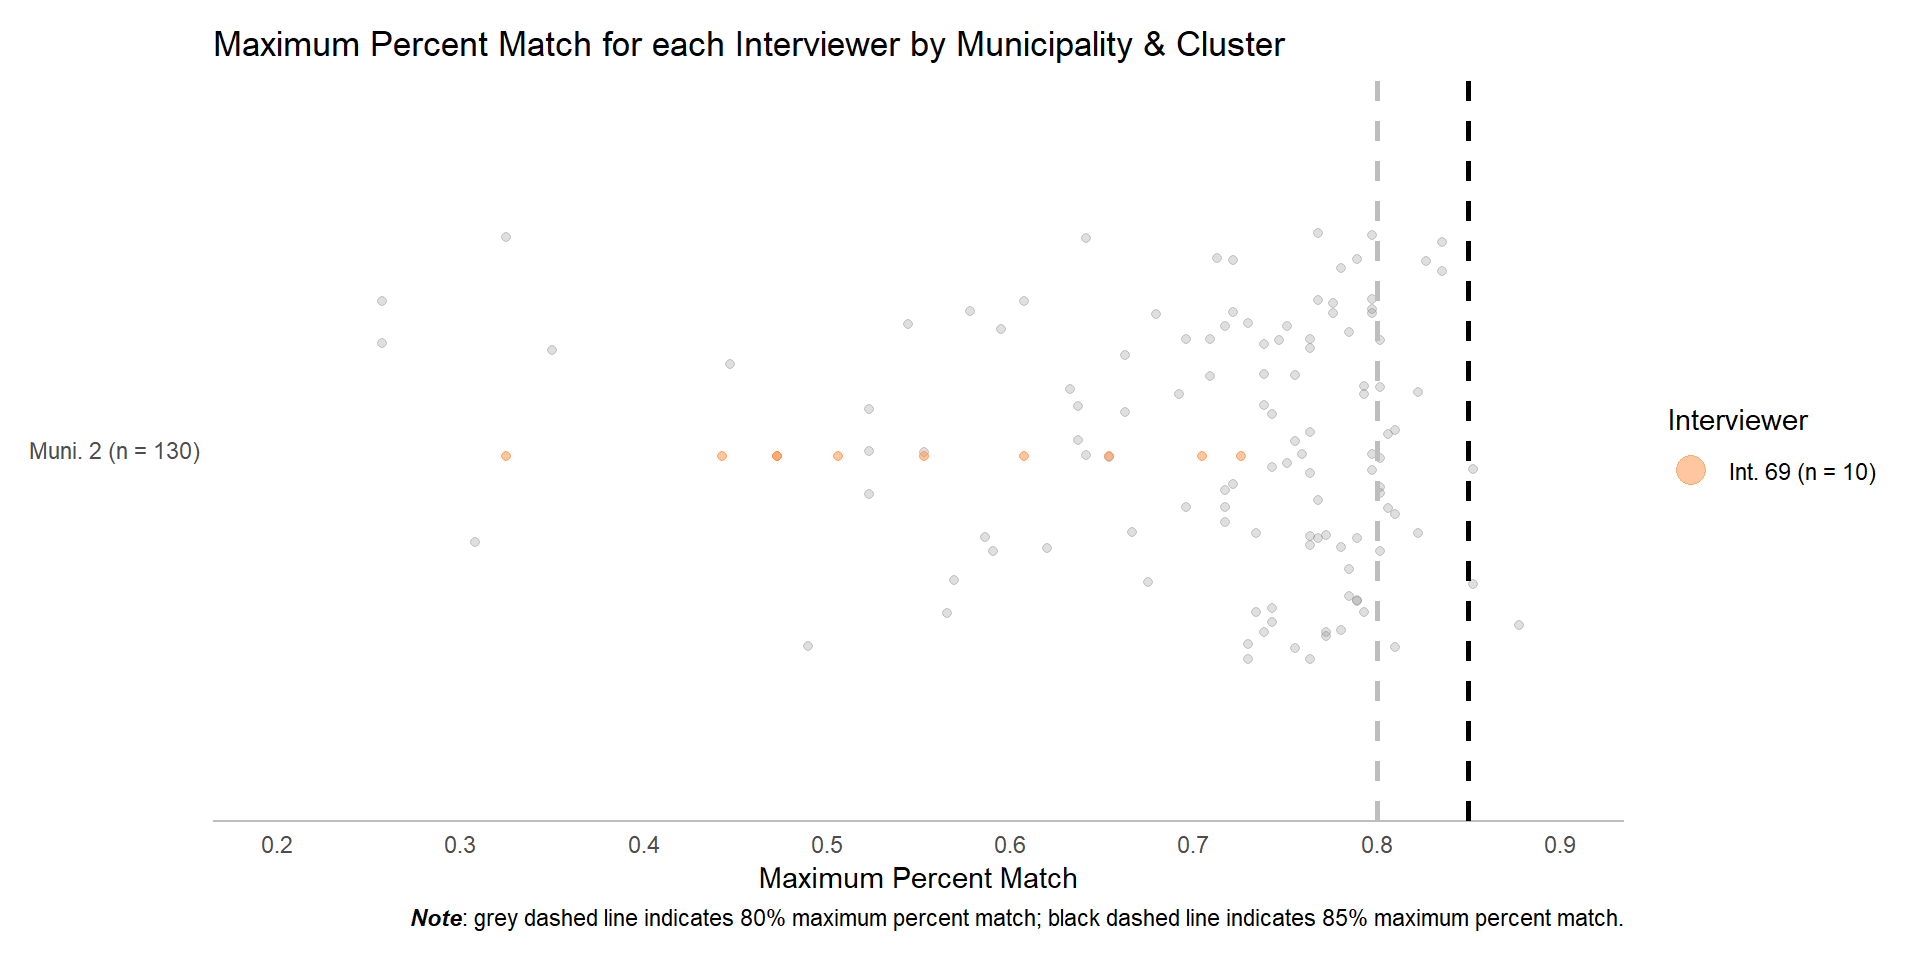 Maximum Percent Match for each Interviewer by Municipality & Cluster
Muni. 2 (n = 130)
Interviewer
Int. 69 (n = 10)
0.2 0.3 0.4 0.5 0.6 0.7 0.8 0.9
Maximum Percent Match
Note: grey dashed line indicates 80% maximum percent match; black dashed line indicates 85% maximum percent match.